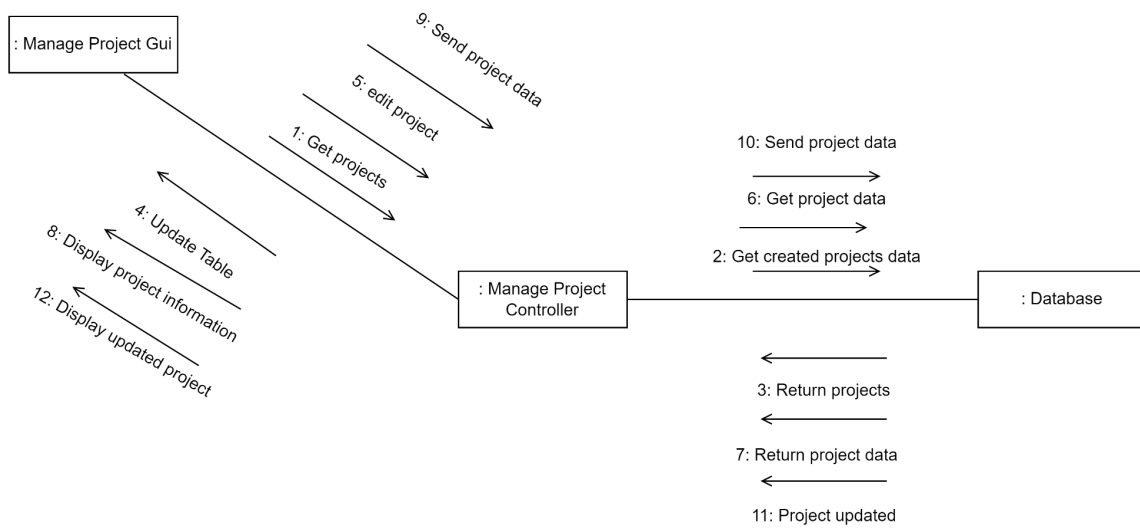 : Manage Project Gui
9: Send project data
5: edit project
1: Get projects
4: Update Table
8: Display project information
12: Display updated project
: Manage Project
Controller
10: Send project data
6: Get project data
2: Get created projects data
: Database
3: Return projects
7: Return project data
11: Project updated